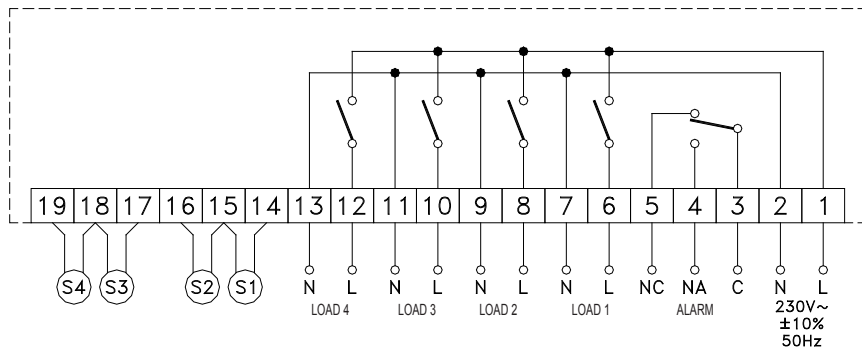 19 18 17 16 15 14 13 12 11 10 9 8 7 6 5 4 3 2 1
S4 S3 S2 S1 N L N L N L N L NC NA C N L
LOAD 4 LOAD 3 LOAD 2 LOAD 1 ALARM 230V~
±10%
50Hz